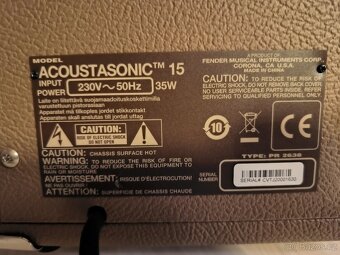 MODEL
ACOUSTASONIC™ 15
INPUT
POWER 230V~50Hz 35W
Laite on liitettävä suojamaadoituskoskettimilla
varustettuun pistorasiaan
Apparatet må tilkoples jordet stikkontakt
Apparaten skall anslutas till jordat uttag
A PRODUCT OF:
FENDER MUSICAL INSTRUMENTS CORP.
CORONA, CA U.S.A.
MADE IN CHINA
CAUTION: TO REDUCE THE RISK
OF FIRE OR ELECTRIC SHOCK,
DO NOT REMOVE CHASSIS. NO
USER-SERVICEABLE PARTS INSIDE.
REFER SERVICING TO QUALIFIED
PERSONNEL.
CAUTION
RISK OF ELECTRIC SHOCK
DO NOT OPEN
10
CE
CAUTION: CHASSIS SURFACE HOT
WARNING: TO REDUCE THE RISK OF FIRE OR
ELECTRIC SHOCK, DO NOT EXPOSE
RAIN OR MOISTURE
AVERTISSEMENT: RISQUE D'ÉLECTROCUTION!
NE PAS OUVRIR.
ATTENTION: SUPERFICIE DE CHASSIS CHAUDE
TYPE: PR 2638
SERIAL
NUMBER